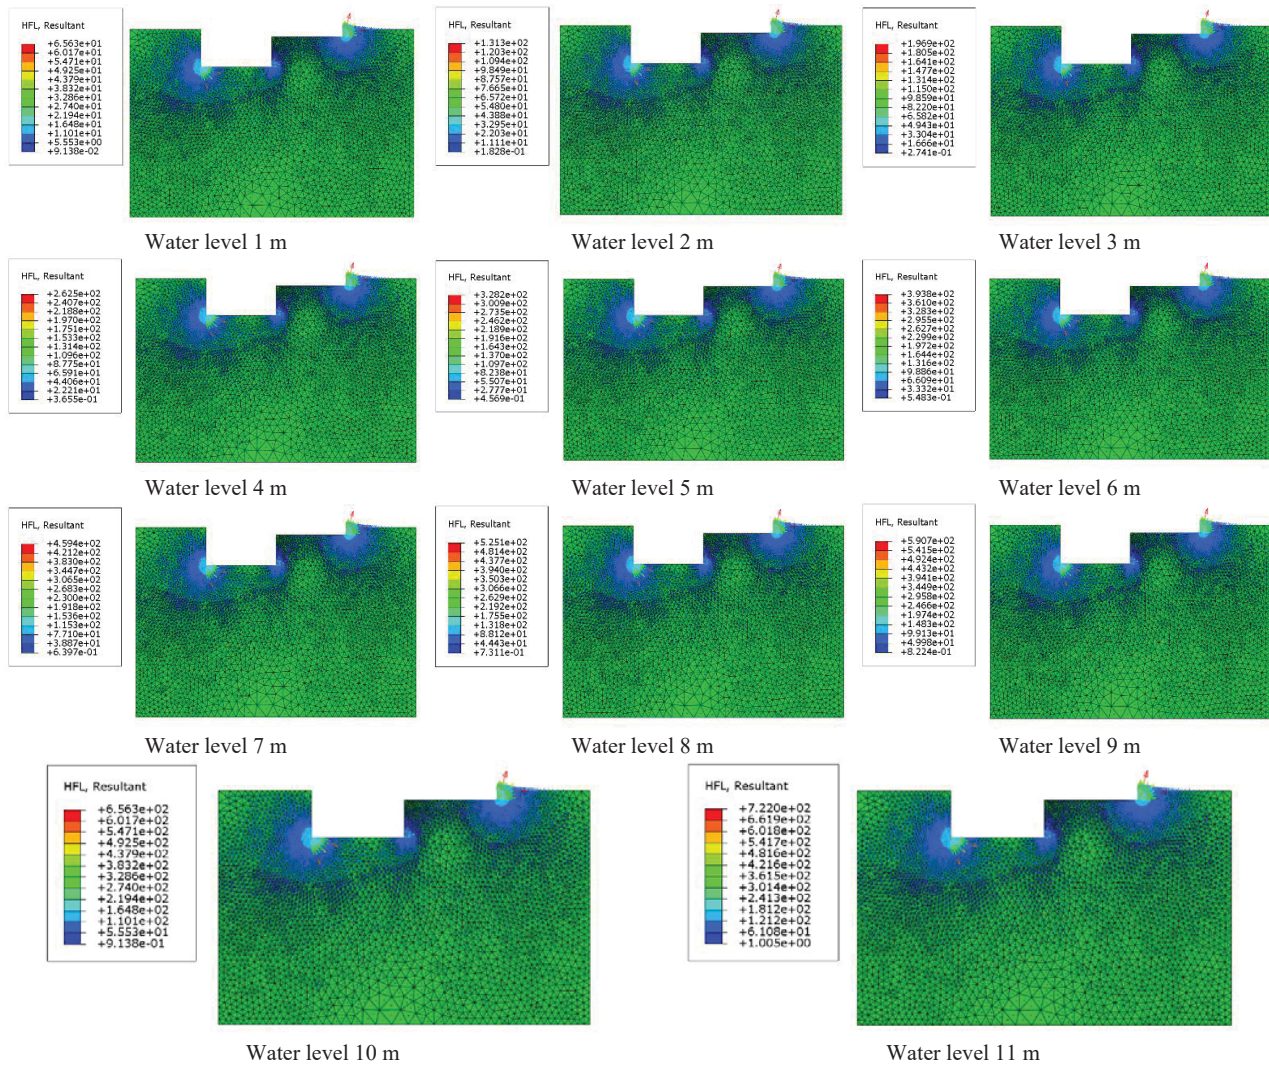 HFL, Resultant
+6.563e+01
+6.017e+01
+5.471e+01
+4.925e+01
+4.379e+01
+3.832e+01
+3.286e+01
+2.740e+01
+2.194e+01
+1.648e+01
+1.101e+01
+5.553e+00
+9.138e-02
Water level 1 m
HFL, Resultant
+1.313e+02
+1.203e+02
+1.094e+02
+9.849e+01
+8.757e+01
+7.665e+01
+6.572e+01
+5.480e+01
+4.388e+01
+3.295e+01
+2.203e+01
+1.111e+01
+1.828e-01
Water level 2 m
HFL, Resultant
+1.969e+02
+1.805e+02
+1.641e+02
+1.477e+02
+1.314e+02
+1.150e+02
+9.859e+01
+8.220e+01
+6.582e+01
+4.943e+01
+3.304e+01
+1.666e+01
+2.741e-01
Water level 3 m
HFL, Resultant
+2.625e+02
+2.407e+02
+2.188e+02
+1.970e+02
+1.751e+02
+1.533e+02
+1.314e+02
+1.096e+02
+8.775e+01
+6.591e+01
+4.406e+01
+2.221e+01
+3.655e-01
Water level 4 m
HFL, Resultant
+3.282e+02
+3.009e+02
+2.735e+02
+2.462e+02
+2.189e+02
+1.916e+02
+1.643e+02
+1.370e+02
+1.097e+02
+8.238e+01
+5.507e+01
+2.777e+01
+4.569e-01
Water level 5 m
HFL, Resultant
+3.938e+02
+3.610e+02
+3.283e+02
+2.955e+02
+2.627e+02
+2.299e+02
+1.972e+02
+1.644e+02
+1.316e+02
+9.886e+01
+6.609e+01
+3.332e+01
+5.483e-01
Water level 6 m
HFL, Resultant
+4.594e+02
+4.212e+02
+3.830e+02
+3.447e+02
+3.065e+02
+2.683e+02
+2.300e+02
+1.918e+02
+1.536e+02
+1.153e+02
+7.710e+01
+3.887e+01
+6.397e-01
Water level 7 m
HFL, Resultant
+5.251e+02
+4.814e+02
+4.377e+02
+3.940e+02
+3.503e+02
+3.066e+02
+2.629e+02
+2.192e+02
+1.755e+02
+1.318e+02
+8.812e+01
+4.443e+01
+7.311e-01
Water level 8 m
HFL, Resultant
+5.907e+02
+5.415e+02
+4.924e+02
+4.432e+02
+3.941e+02
+3.449e+02
+2.958e+02
+2.466e+02
+1.974e+02
+1.483e+02
+9.913e+01
+4.998e+01
+8.224e-01
Water level 9 m
HFL, Resultant
+6.563e+02
+6.017e+02
+5.471e+02
+4.925e+02
+4.379e+02
+3.832e+02
+3.286e+02
+2.740e+02
+2.194e+02
+1.648e+02
+1.101e+02
+5.553e+01
+9.138e-01
Water level 10 m
HFL, Resultant
+7.220e+02
+6.619e+02
+6.018e+02
+5.417e+02
+4.816e+02
+4.216e+02
+3.615e+02
+3.014e+02
+2.413e+02
+1.812e+02
+1.212e+02
+6.108e+01
+1.005e+00
Water level 11 m